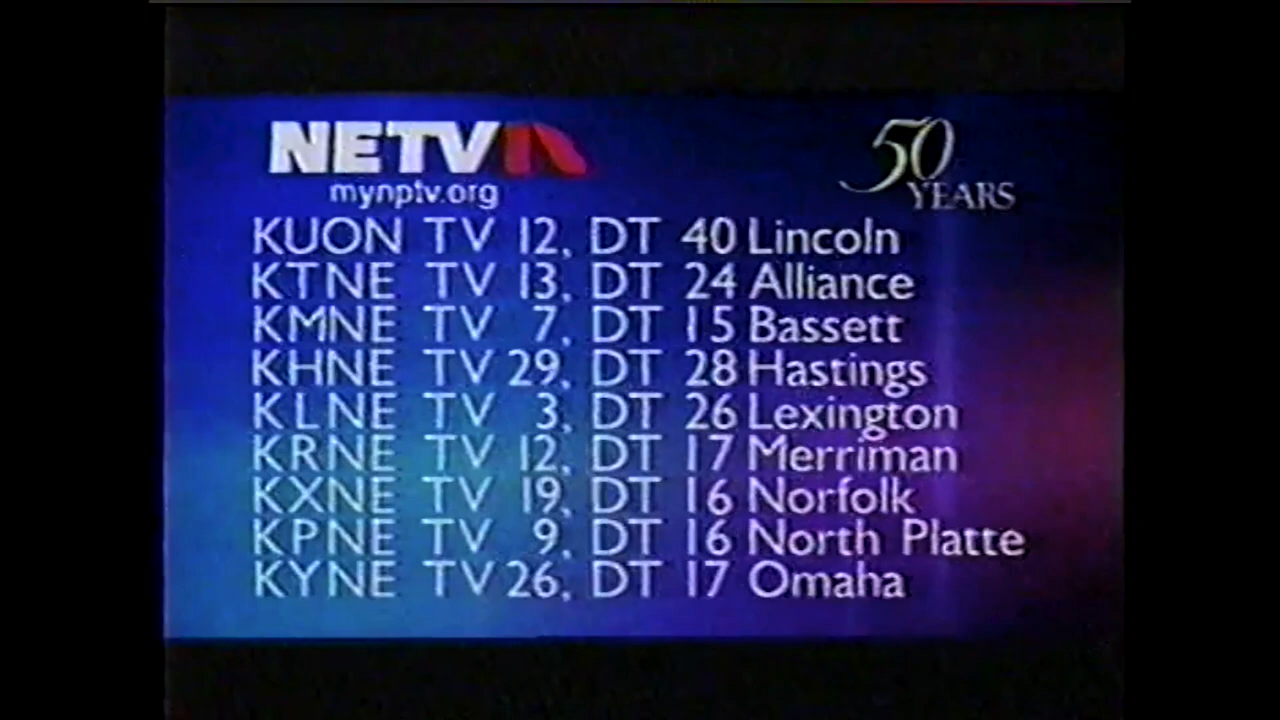 NETV
50
YEARS
mynptv.org
KUON TV 12, DT 40 Lincoln
KTNE TV 13, DT 24 Alliance
KMNE TV 7, DT 15 Bassett
KHNE TV 29, DT 28 Hastings
KLNE TV 3, DT 26 Lexington
KRNE TV 12, DT 17 Merriman
KXNE TV 19, DT 16 Norfolk
KPNE TV 9, DT 16 North Platte
KYNE TV 26, DT 17 Omaha